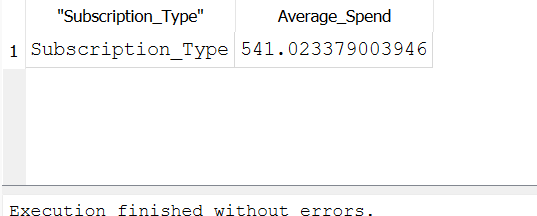 "Subscription_Type" Average_Spend
1 Subscription_Type 541.023379003946
Execution finished without errors.